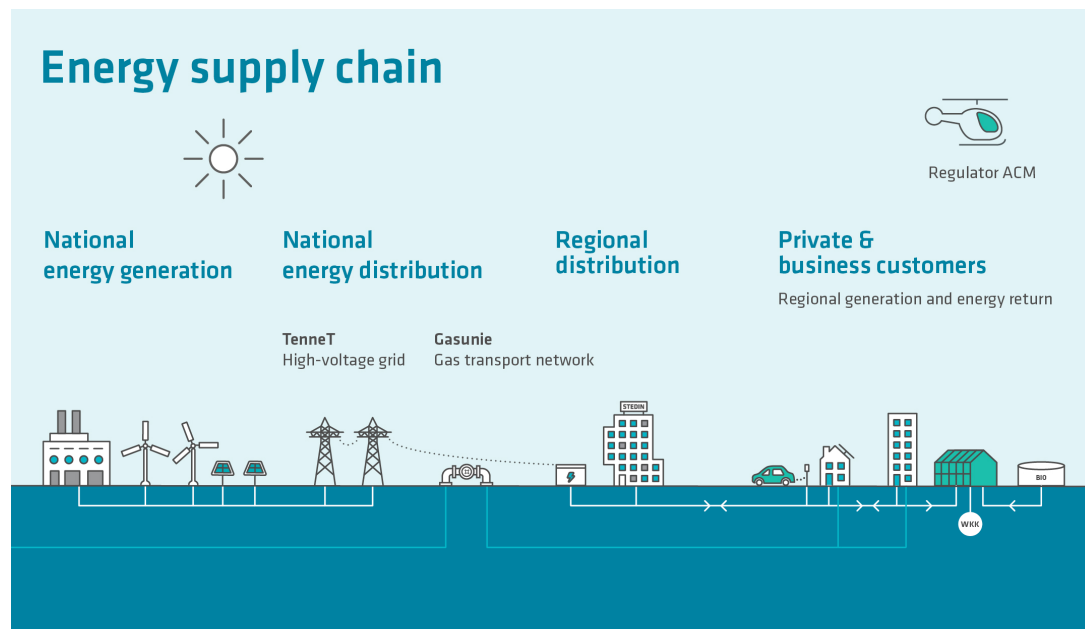 Energy supply chain
Regulator ACM
National
energy generation
National
energy distribution
Regional
distribution
Private &
business customers
Regional generation and energy return
TenneT
High-voltage grid
Gasunie
Gas transport network
STEDIN
BIO
WKK